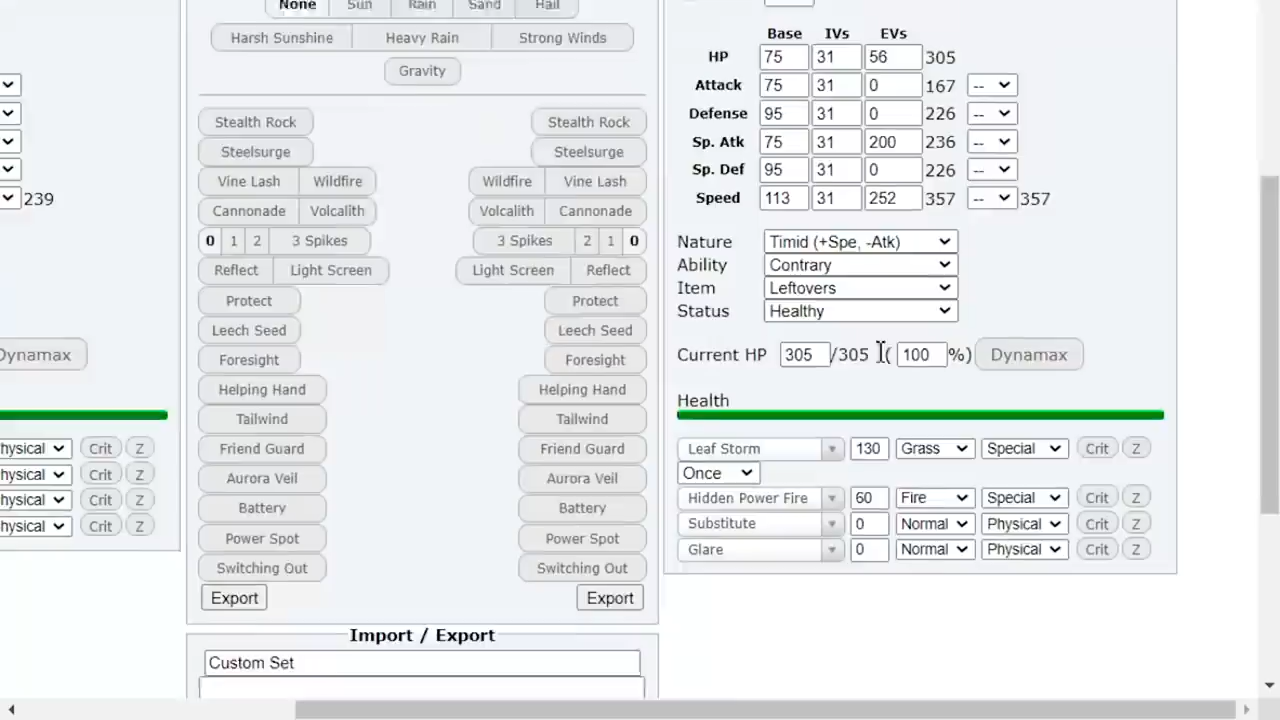 None Sun Rain Sand Hail
Harsh Sunshine Heavy Rain Strong Winds
Gravity
Stealth Rock Stealth Rock
Steelsurge Steelsurge
Vine Lash Wildfire Wildfire Vine Lash
Cannonade Volcalith Volcalith Cannonade
0 1 2 3 Spikes 3 Spikes 2 1 0
Reflect Light Screen Light Screen Reflect
Protect Protect
Leech Seed Leech Seed
Foresight Foresight
Helping Hand Helping Hand
Tailwind Tailwind
Friend Guard Friend Guard
Aurora Veil Aurora Veil
Battery Battery
Power Spot Power Spot
Switching Out Switching Out
Export Export
Import / Export
Custom Set
239
Dynamax
hysical Crit Z
hysical Crit Z
hysical Crit Z
hysical Crit Z
Base IVs EVs
HP 75 31 56 305
Attack 75 31 0 167 --
Defense 95 31 0 226 --
Sp. Atk 75 31 200 236 --
Sp. Def 95 31 0 226 --
Speed 113 31 252 357 -- 357
Nature Timid (+Spe, -Atk)
Ability Contrary
Item Leftovers
Status Healthy
Current HP 305 /305 ( 100 %) Dynamax
Health
Leaf Storm 130 Grass Special Crit Z
Once
Hidden Power Fire 60 Fire Special Crit Z
Substitute 0 Normal Physical Crit Z
Glare 0 Normal Physical Crit Z